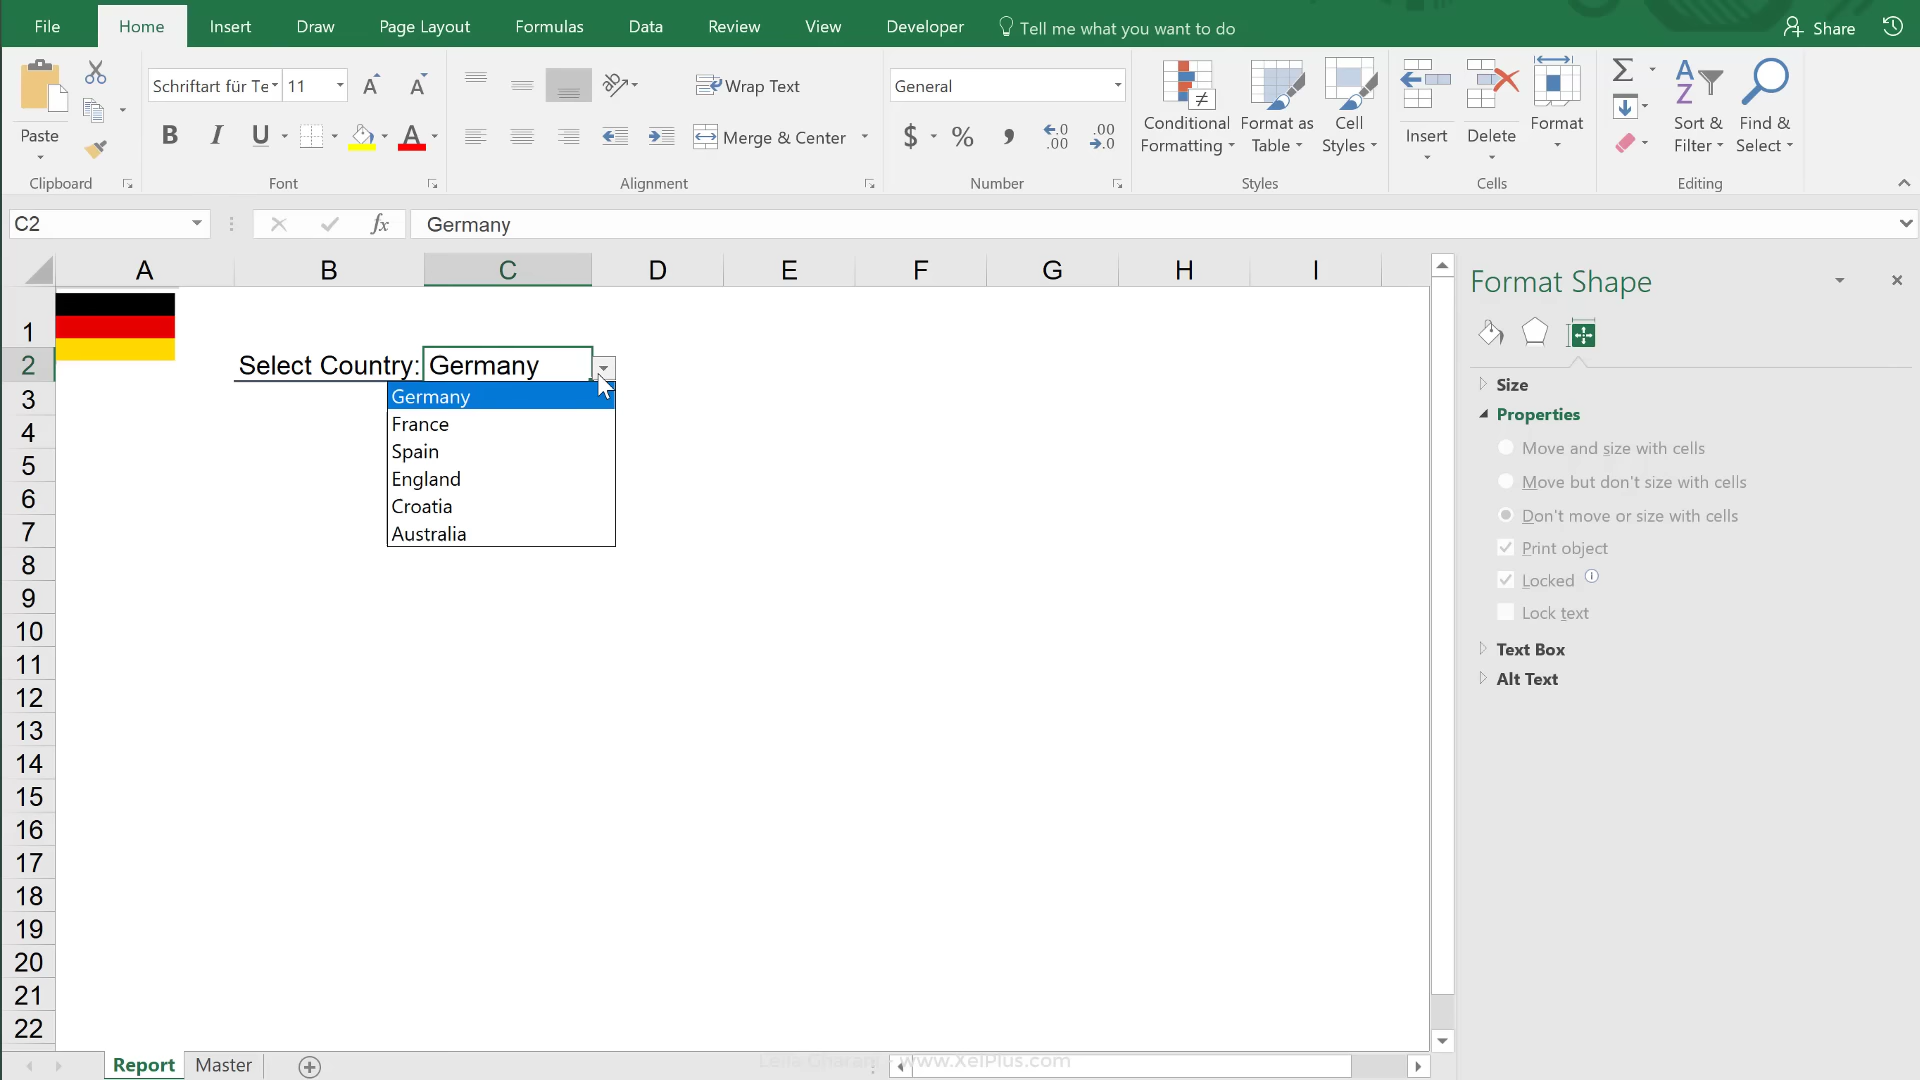 File Home Insert Draw Page Layout Formulas Data Review View Developer Tell me what you want to do Share
Schriftart für Te 11 Wrap Text General
Paste B I U A Merge & Center $ % Conditional Formatting Format as Table Cell Styles Insert Delete Format Sort & Filter Find & Select
Clipboard Font Alignment Number Styles Cells Editing
C2 fx Germany
A B C D E F G H I
1
2 Select Country: Germany
3 Germany
4 France
5 Spain
6 England
7 Croatia
8 Australia
9
10
11
12
13
14
15
16
17
18
19
20
21
22
Format Shape
Size
Properties
Move and size with cells
Move but don't size with cells
Don't move or size with cells
Print object
Locked
Lock text
Text Box
Alt Text
Report Master
Leila Gharani - www.XelPlus.com